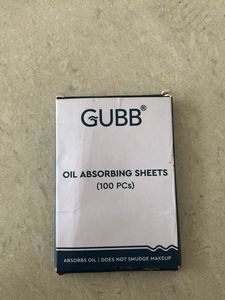 GUBB®
OIL ABSORBING SHEETS
(100 PCs)
ABSORBS OIL | DOES NOT SMUDGE MAKEUP